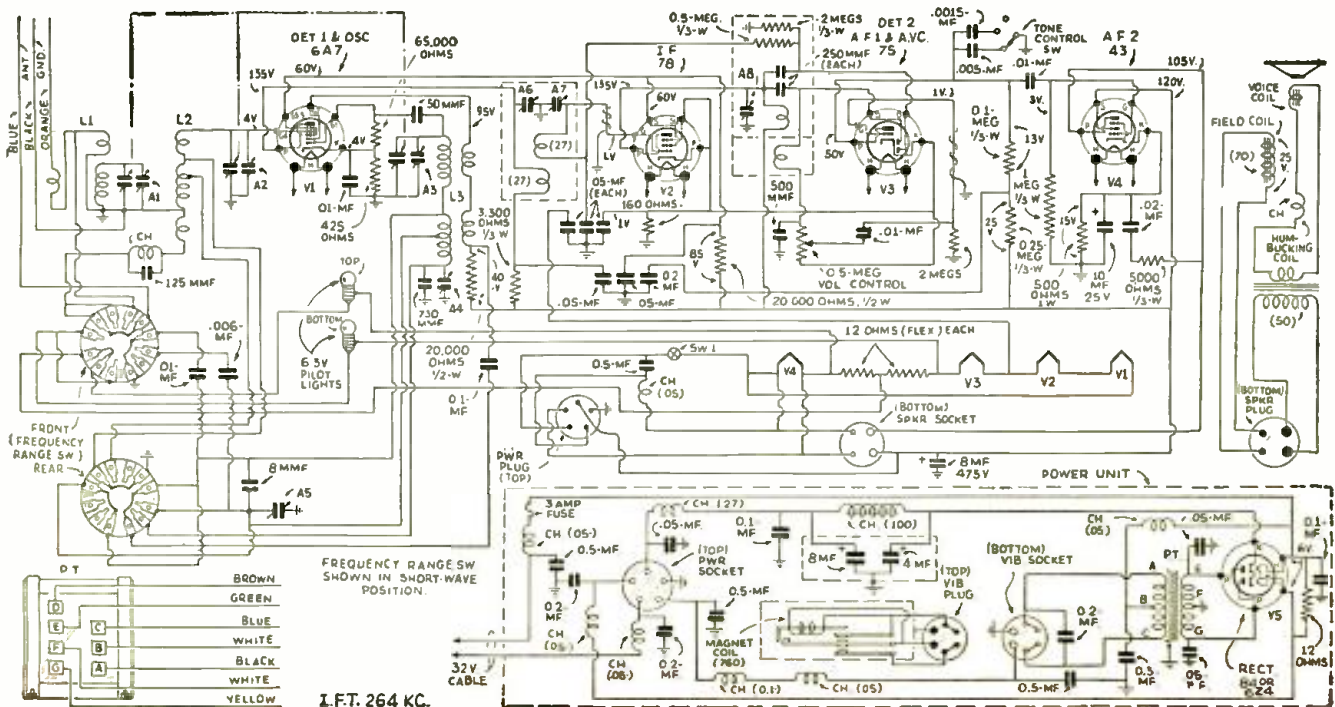 BLUE
BLACK
ANT.
ORANGE
GND.
L1
A1
L2
CH
125 MMF
A2
4V
135V
60V
DET 1 & OSC
6A7
V1
.01-MF
425 OHMS
4V
65,000 OHMS
50 MMF
A3
95V
L3
730 MMF
44
40
3,300 OHMS 1/3-W
20,000 OHMS 1/2-W
0.1-MF
A6
A7
(27)
(27)
LV
0.5-MEG. 1/3-W
I F
78
135V
60V
V2
.05-MF (EACH)
1V
160 OHMS
.05-MF
.05-MF
0.2 MF
85V
20 000 OHMS, 1/2 W
2 MEGS 1/3-W
A8
.250 MMF (EACH)
500 MMF
DET 2
A F 1 & A.V.C.
75
50V
1V.
V3
.01-MF
0.5-MEG VOL CONTROL
2 MEGS
.0015-MF
.005-MF
TONE CONTROL SW
.01-MF
0.1-MEG 1/3-W
13V
1 MEG 1/3 W
25 V
0.25-MEG 1/3-W
A F 2
43
3V.
105V.
120V.
V4
15V
500 OHMS 1W
10 MF 25V
.02-MF
5000 OHMS 1/3-W
VOICE COIL
FIELD COIL
(70)
25 V.
CH
HUM-BUCKING COIL
(50)
(BOTTOM) SPKR PLUG
TOP
BOTTOM
6 3V PILOT LIGHTS
.006-MF
.01-MF
FRONT
(FREQUENCY RANGE SW)
REAR
8 MMF
A5
FREQUENCY RANGE SW SHOWN IN SHORT-WAVE POSITION.
12 OHMS (FLEX) EACH
SW 1
0.5-MF
CH (.05)
V4
V3
V2
V1
PWR PLUG (TOP)
(BOTTOM) SPKR SOCKET
8 MF 475V
POWER UNIT
3 AMP FUSE
CH (.05)
0.5-MF
0.2 MF
CH (27)
.05-MF
(TOP) PWR SOCKET
0.1-MF
CH (100)
8MF
4 MF
0.5-MF
0.2-MF
MAGNET COIL (760)
(TOP) VIB PLUG
(BOTTOM) VIB SOCKET
0.2 MF
CH (.05)
.05-MF
PT
A
B
C
F
G
0.1-MF
6V
V5
12 OHMS
RECT
0.5 MF
0.5-MF
CH (0.1)
CH (.05)
32V CABLE
P T
D
E
F
G
C
B
A
BROWN
GREEN
BLUE
WHITE
BLACK
WHITE
YELLOW
I.F.T. 264 KC.